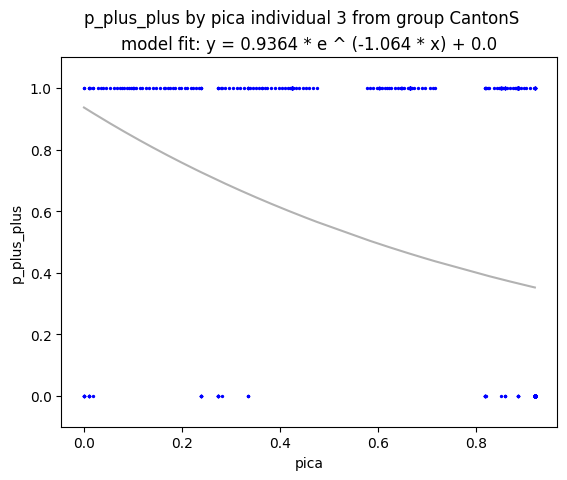 p_plus_plus by pica individual 3 from group CantonS
model fit: y = 0.9364 * e ^ (-1.064 * x) + 0.0
1.0
0.8
0.6
0.4
0.2
0.0
p_plus_plus
0.0 0.2 0.4 0.6 0.8
pica